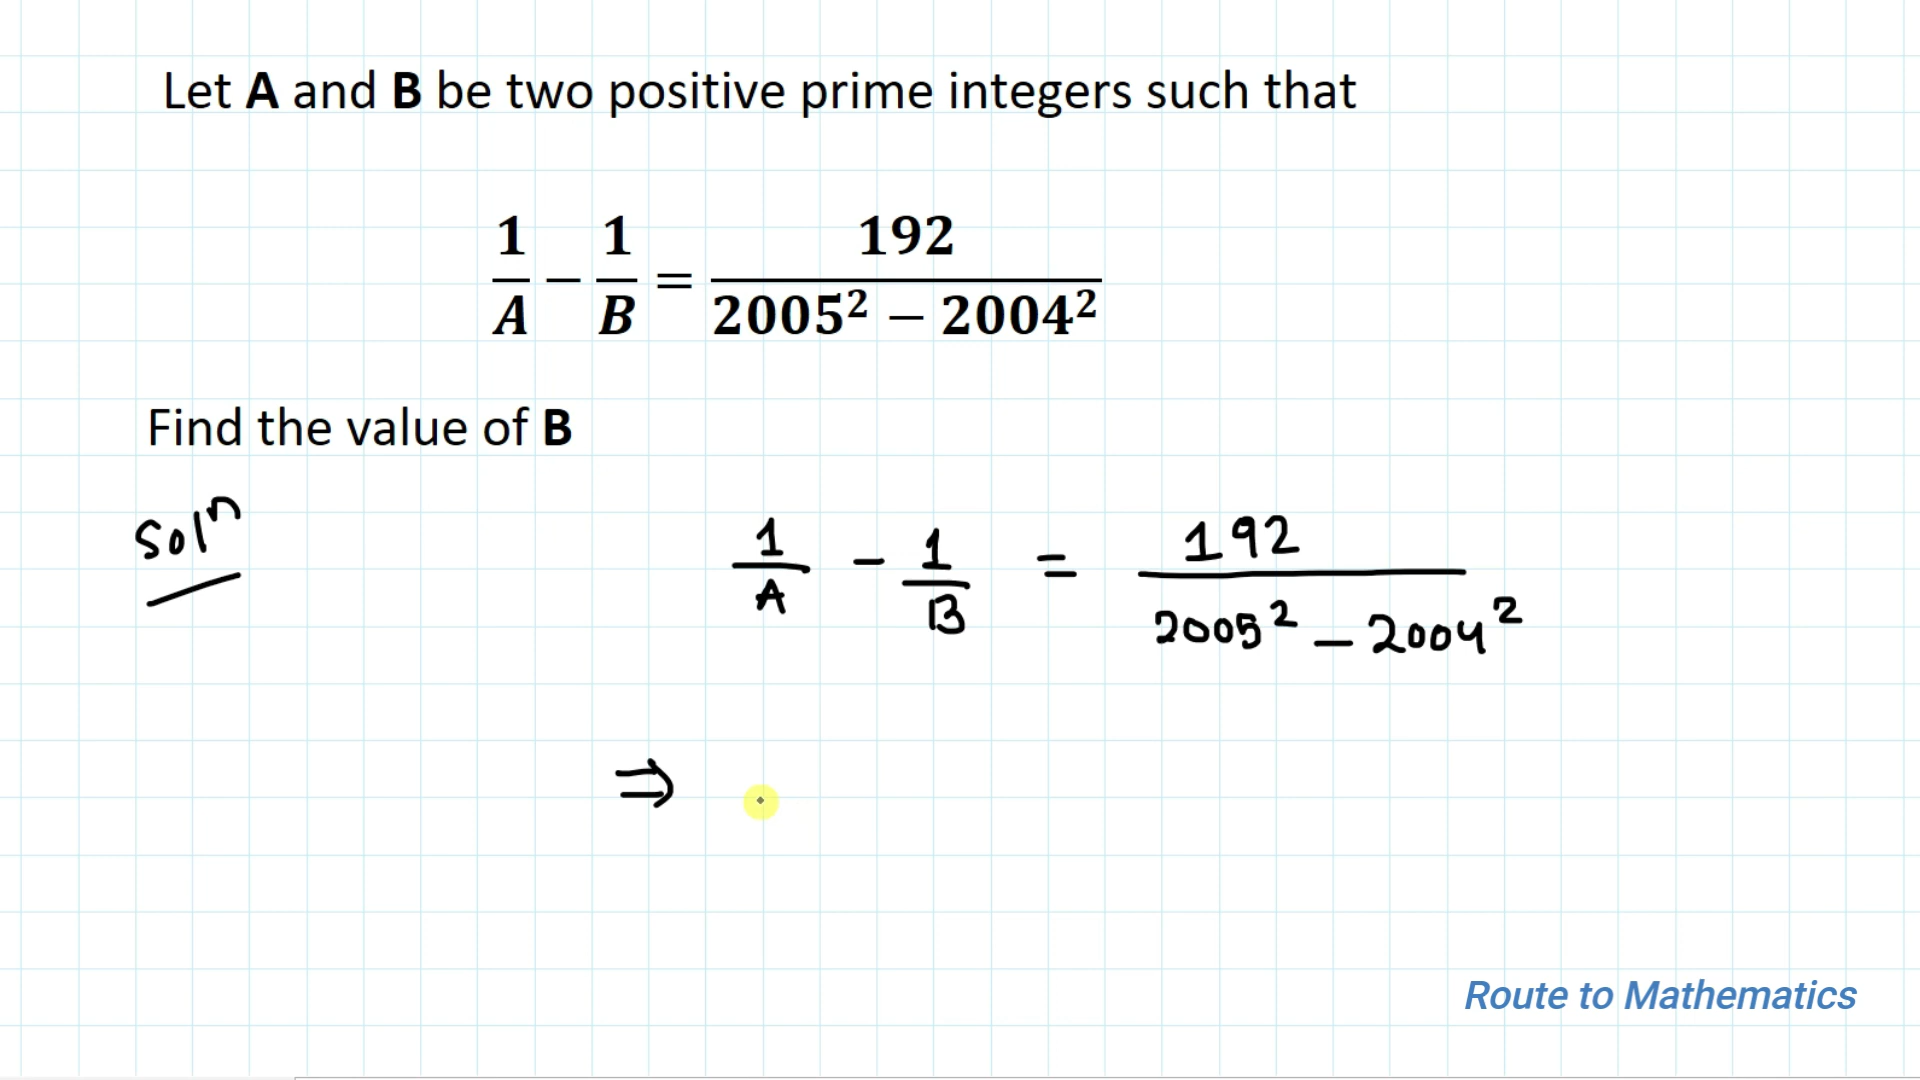 Let A and B be two positive prime integers such that
1/A − 1/B = 192/(2005² − 2004²)
Find the value of B
Solⁿ
1/A − 1/B = 192/(2005² − 2004²)
⇒
Route to Mathematics